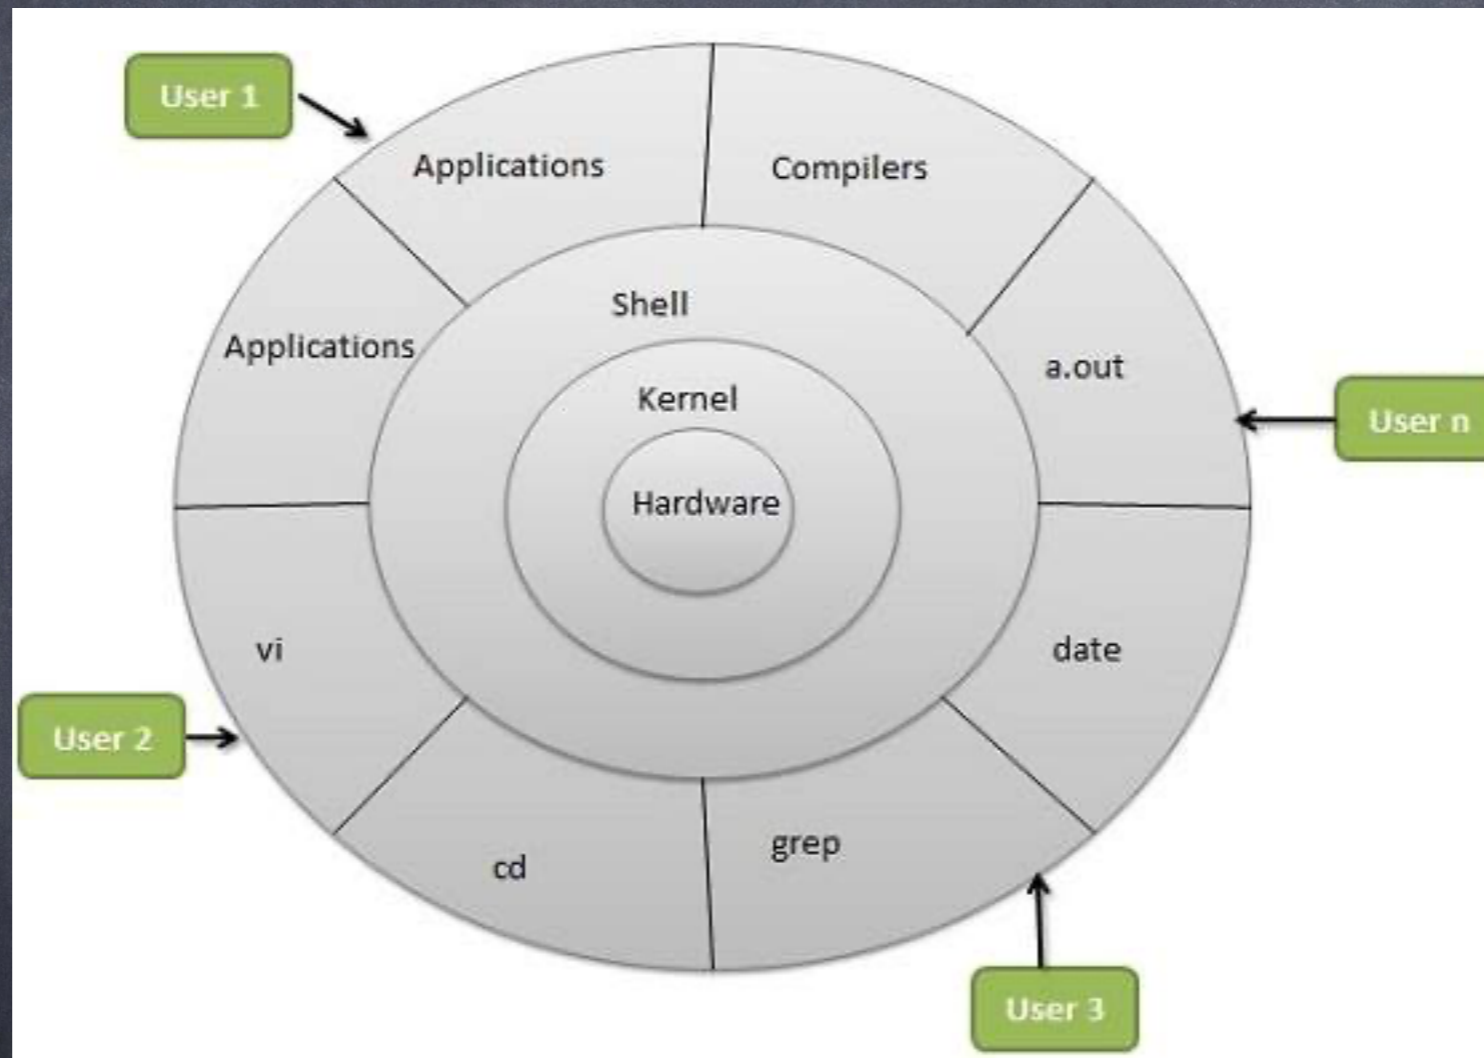 User 1
Applications
Compilers
Shell
Applications
a.out
Kernel
User n
Hardware
vi
date
User 2
grep
cd
User 3